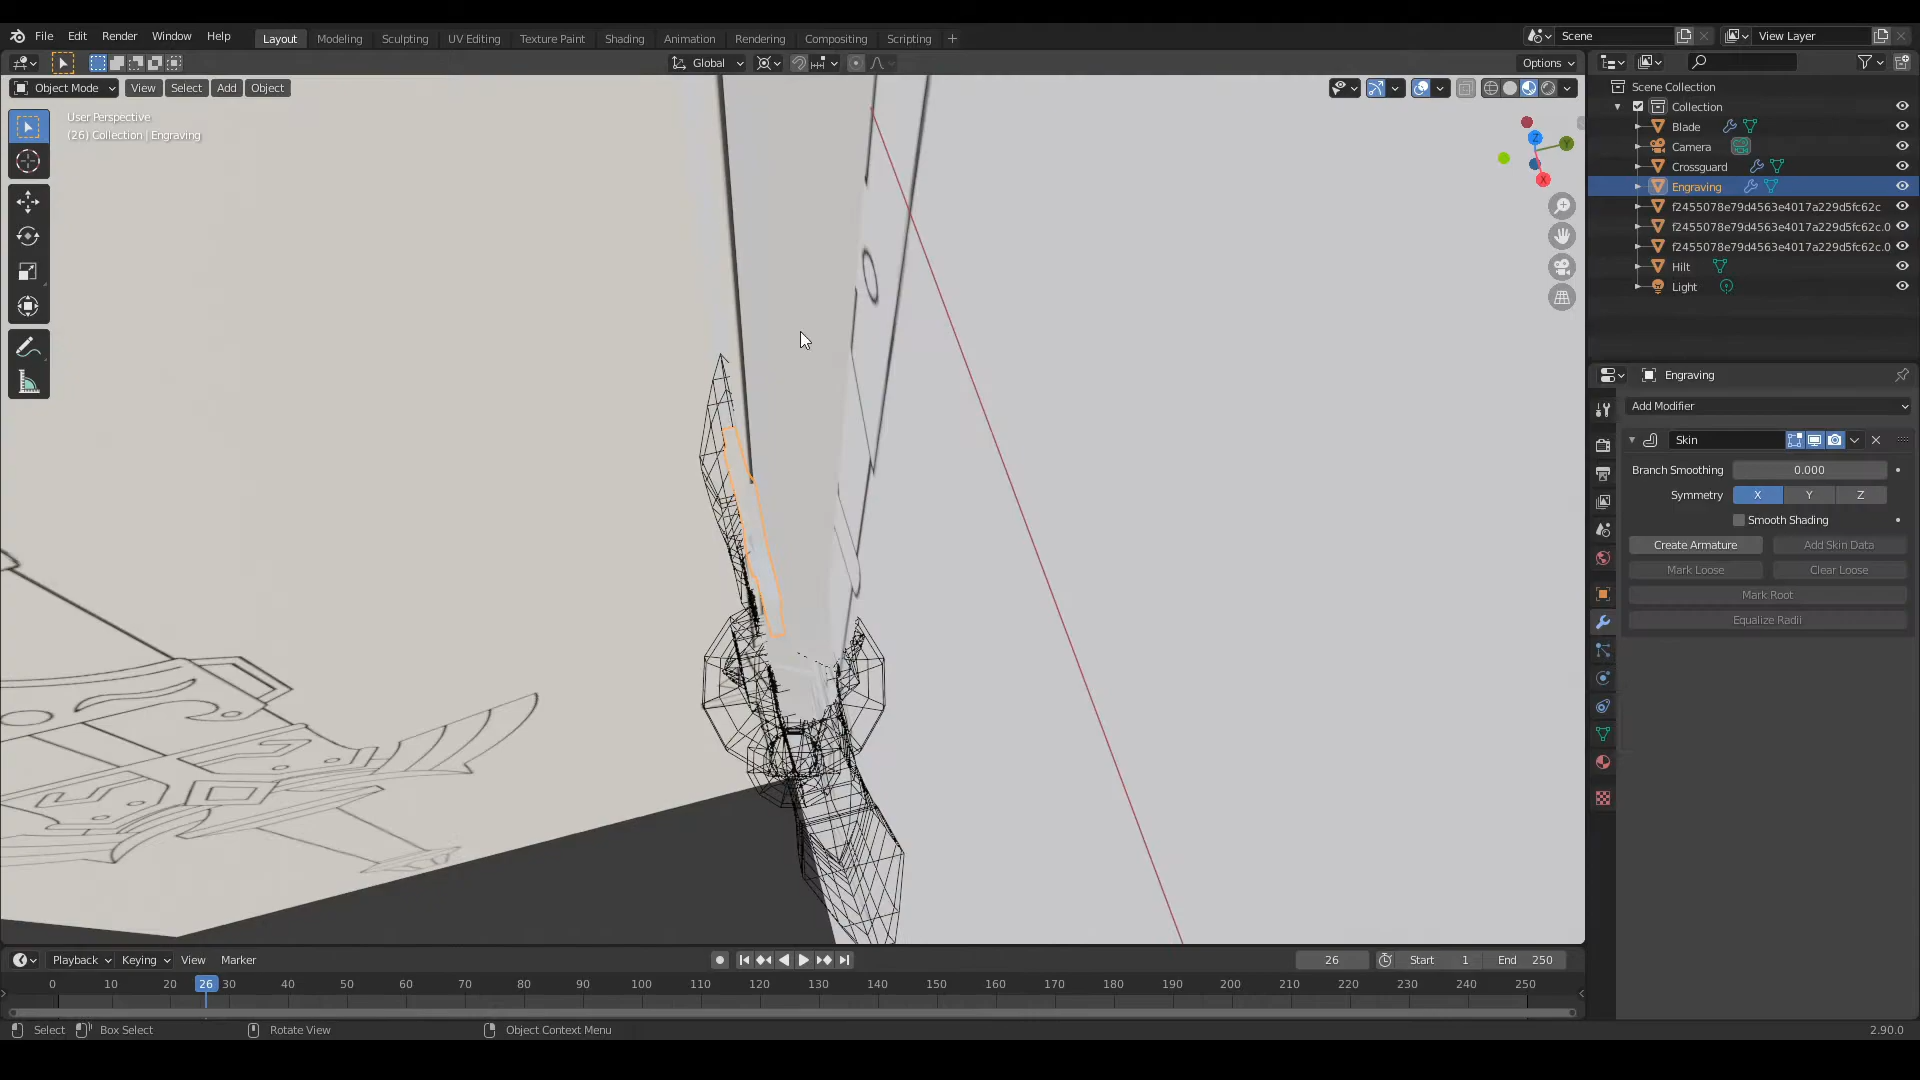 File Edit Render Window Help
Layout Modeling Sculpting UV Editing Texture Paint Shading Animation Rendering Compositing Scripting +
Scene
View Layer
Global
Options
Object Mode View Select Add Object
User Perspective
(26) Collection | Engraving
Z
Y
X
Scene Collection
Collection
Blade
Camera
Crossguard
Engraving
f2455078e79d4563e4017a229d5fc62c
f2455078e79d4563e4017a229d5fc62c.0
f2455078e79d4563e4017a229d5fc62c.0
Hilt
Light
Engraving
Add Modifier
Skin
Branch Smoothing 0.000
Symmetry X Y Z
Smooth Shading
Create Armature Add Skin Data
Mark Loose Clear Loose
Mark Root
Equalize Radii
Playback Keying View Marker
26 Start 1 End 250
0 10 20 26 30 40 50 60 70 80 90 100 110 120 130 140 150 160 170 180 190 200 210 220 230 240 250
Select Box Select Rotate View Object Context Menu
2.90.0